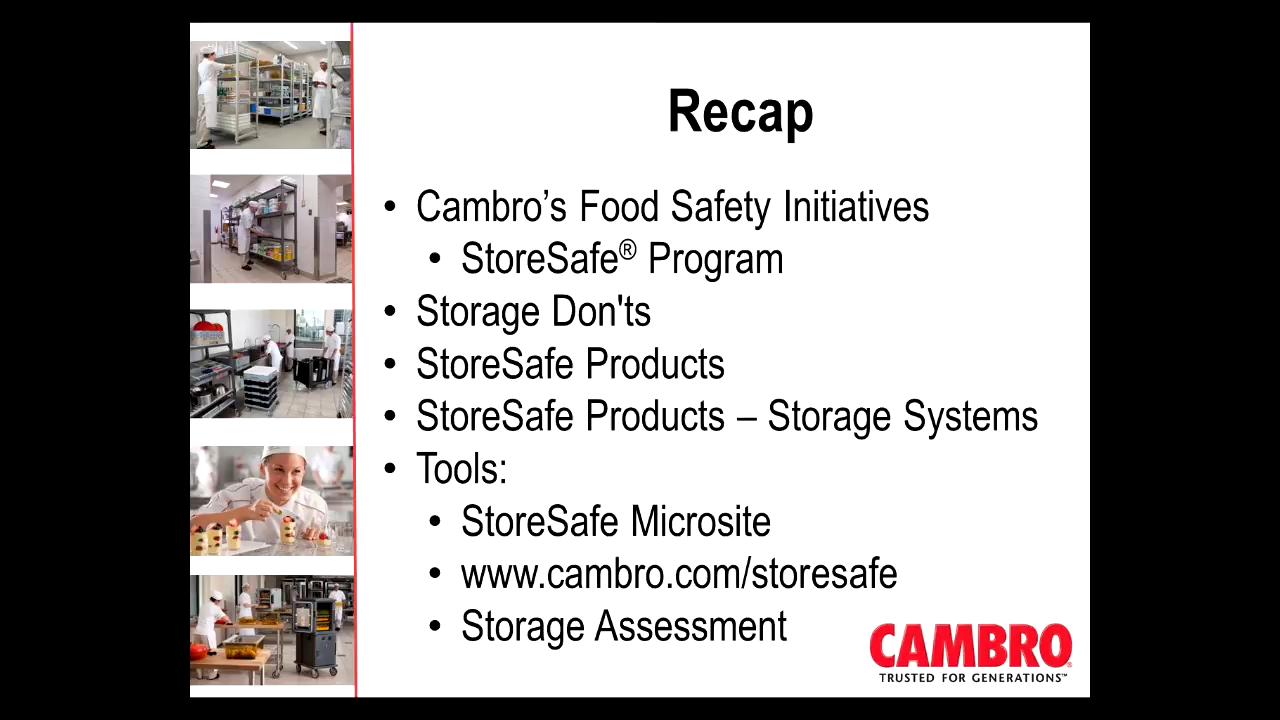 Recap
• Cambro’s Food Safety Initiatives
• StoreSafe® Program
• Storage Don'ts
• StoreSafe Products
• StoreSafe Products – Storage Systems
• Tools:
• StoreSafe Microsite
• www.cambro.com/storesafe
• Storage Assessment
CAMBRO®
TRUSTED FOR GENERATIONS™